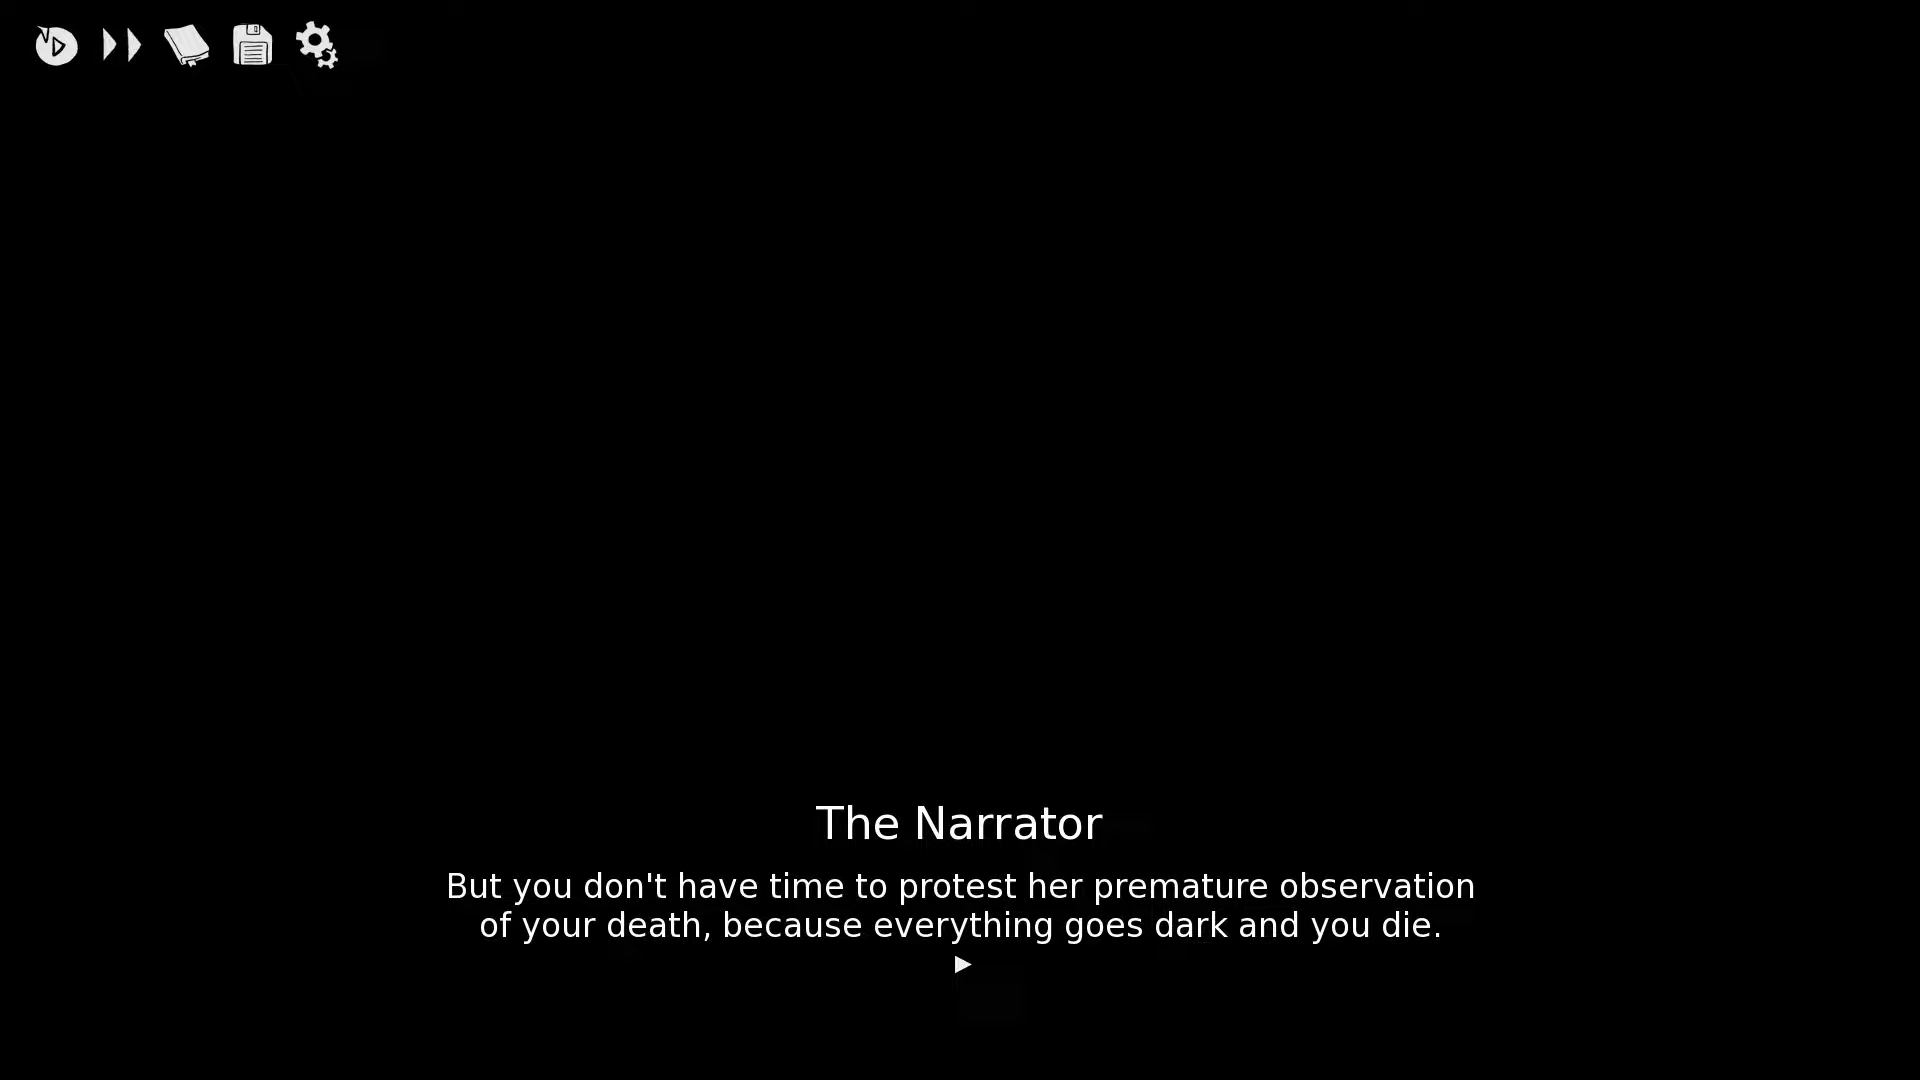 The Narrator
But you don't have time to protest her premature observation
of your death, because everything goes dark and you die.